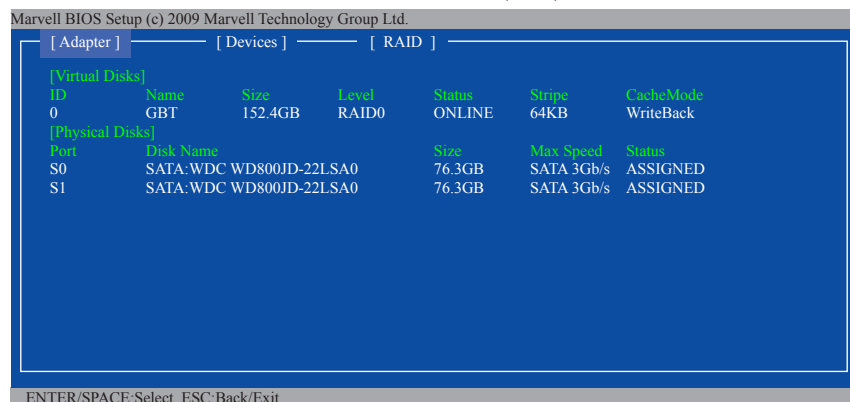 Marvell BIOS Setup (c) 2009 Marvell Technology Group Ltd.
[ Adapter ] [ Devices ] [ RAID ]
[Virtual Disks]
ID Name Size Level Status Stripe CacheMode
0 GBT 152.4GB RAID0 ONLINE 64KB WriteBack
[Physical Disks]
Port Disk Name Size Max Speed Status
S0 SATA:WDC WD800JD-22LSA0 76.3GB SATA 3Gb/s ASSIGNED
S1 SATA:WDC WD800JD-22LSA0 76.3GB SATA 3Gb/s ASSIGNED
ENTER/SPACE:Select ESC:Back/Exit